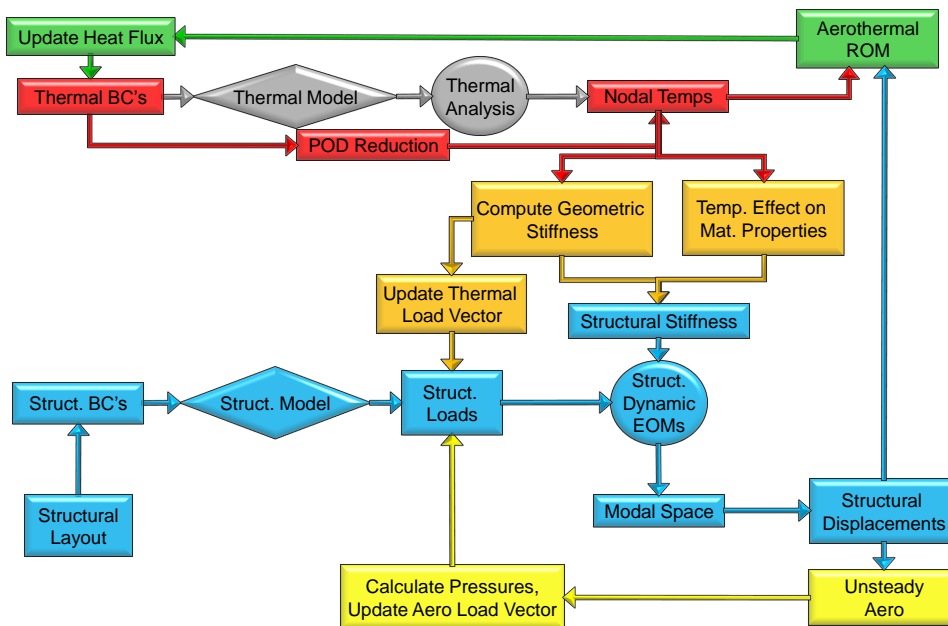 Update Heat Flux
Aerothermal
ROM
Thermal BC's
Thermal Model
Thermal
Analysis
Nodal Temps
POD Reduction
Compute Geometric
Stiffness
Temp. Effect on
Mat. Properties
Update Thermal
Load Vector
Structural Stiffness
Struct. BC's
Struct. Model
Struct.
Loads
Struct.
Dynamic
EOMs
Structural
Layout
Modal Space
Structural
Displacements
Calculate Pressures,
Update Aero Load Vector
Unsteady
Aero